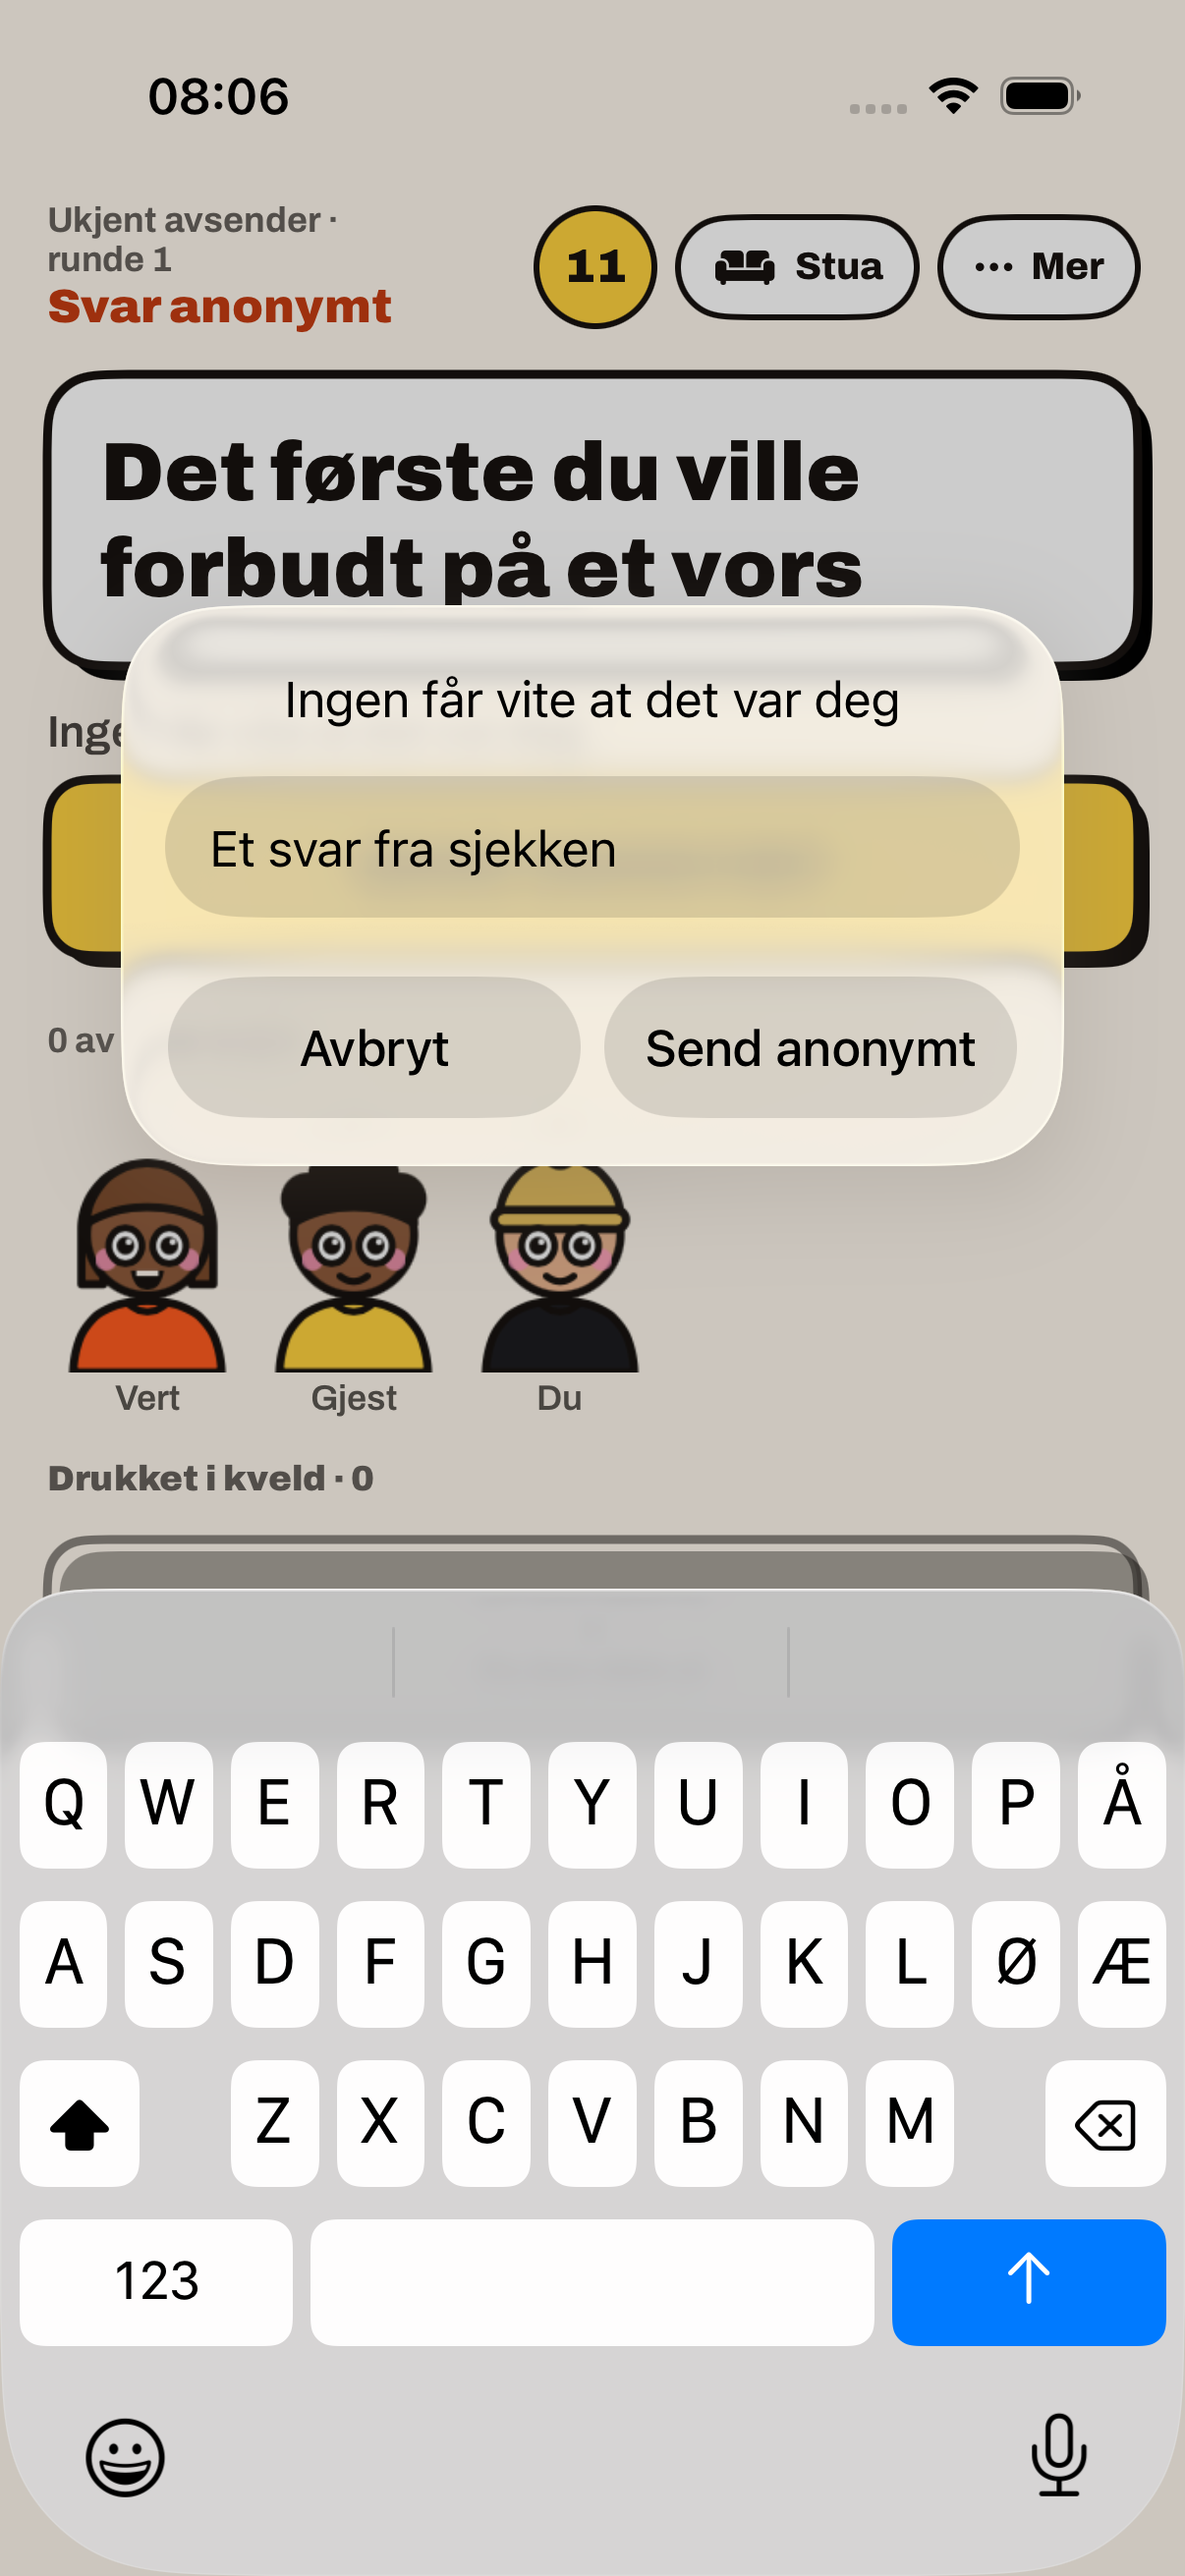 08:06
Ukjent avsender ·
runde 1
Svar anonymt
11
Stua
Mer
Det første du ville
forbudt på et vors
Ingen får vite at det var deg
Et svar fra sjekken
0 av
Avbryt
Send anonymt
Vert
Gjest
Du
Drukket i kveld · 0
Q W E R T Y U I O P Å
A S D F G H J K L Ø Æ
Z X C V B N M
123